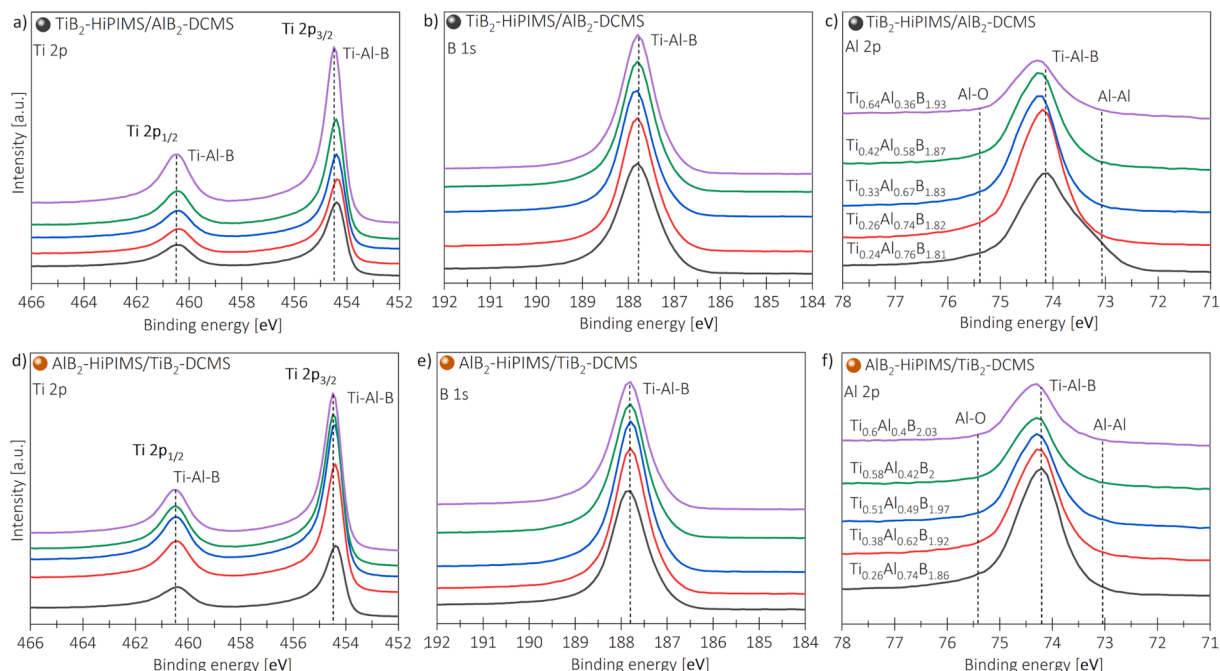 a) TiB₂-HiPIMS/AlB₂-DCMS
Ti 2p
Ti 2p₃/₂
Ti-Al-B
Ti 2p₁/₂
Ti-Al-B
Intensity [a.u.]
466 464 462 460 458 456 454 452
Binding energy [eV]
b) TiB₂-HiPIMS/AlB₂-DCMS
B 1s
Ti-Al-B
192 191 190 189 188 187 186 185 184
Binding energy [eV]
c) TiB₂-HiPIMS/AlB₂-DCMS
Al 2p
Ti-Al-B
Al-O
Al-Al
Ti₀.₆₄Al₀.₃₆B₁.₉₃
Ti₀.₄₂Al₀.₅₈B₁.₈₇
Ti₀.₃₃Al₀.₆₇B₁.₈₃
Ti₀.₂₆Al₀.₇₄B₁.₈₂
Ti₀.₂₄Al₀.₇₆B₁.₈₁
78 77 76 75 74 73 72 71
Binding energy [eV]
d) AlB₂-HiPIMS/TiB₂-DCMS
Ti 2p
Ti 2p₃/₂
Ti-Al-B
Ti 2p₁/₂
Ti-Al-B
Intensity [a.u.]
466 464 462 460 458 456 454 452
Binding energy [eV]
e) AlB₂-HiPIMS/TiB₂-DCMS
B 1s
Ti-Al-B
192 191 190 189 188 187 186 185 184
Binding energy [eV]
f) AlB₂-HiPIMS/TiB₂-DCMS
Al 2p
Ti-Al-B
Al-O
Al-Al
Ti₀.₆Al₀.₄B₂.₀₃
Ti₀.₅₈Al₀.₄₂B₂
Ti₀.₅₁Al₀.₄₉B₁.₉₇
Ti₀.₃₈Al₀.₆₂B₁.₉₂
Ti₀.₂₆Al₀.₇₄B₁.₈₆
78 77 76 75 74 73 72 71
Binding energy [eV]